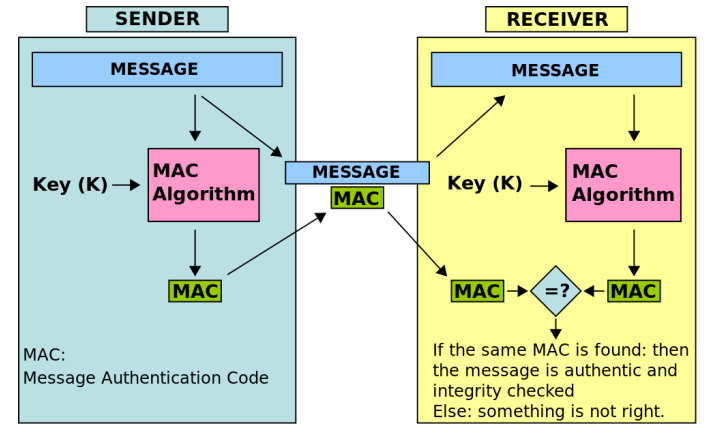 SENDER
RECEIVER
MESSAGE
MESSAGE
MAC
Algorithm
Key (K)
MESSAGE
MAC
Key (K)
MAC
Algorithm
MAC
MAC
=?
MAC
MAC:
Message Authentication Code
If the same MAC is found: then
the message is authentic and
integrity checked
Else: something is not right.